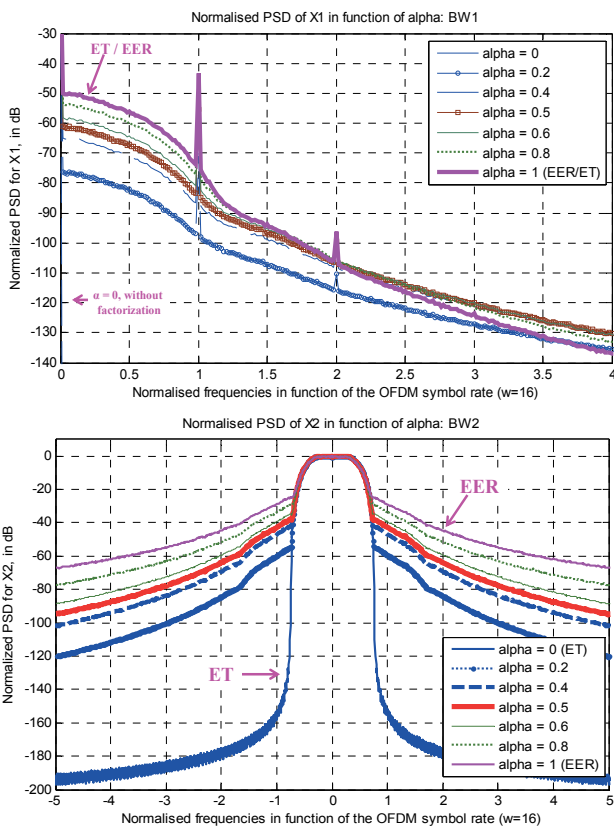 Normalised PSD of X1 in function of alpha: BW1
-30
-40
-50
-60
-70
-80
-90
-100
-110
-120
-130
-140
Normalized PSD for X1, in dB
ET / EER
alpha = 0
alpha = 0.2
alpha = 0.4
alpha = 0.5
alpha = 0.6
alpha = 0.8
alpha = 1 (EER/ET)
α = 0, without
factorization
0 0.5 1 1.5 2 2.5 3 3.5 4
Normalised frequencies in function of the OFDM symbol rate (w=16)
Normalised PSD of X2 in function of alpha: BW2
0
-20
-40
-60
-80
-100
-120
-140
-160
-180
-200
Normalized PSD for X2, in dB
EER
ET
alpha = 0 (ET)
alpha = 0.2
alpha = 0.4
alpha = 0.5
alpha = 0.6
alpha = 0.8
alpha = 1 (EER)
-5 -4 -3 -2 -1 0 1 2 3 4 5
Normalised frequencies in function of the OFDM symbol rate (w=16)